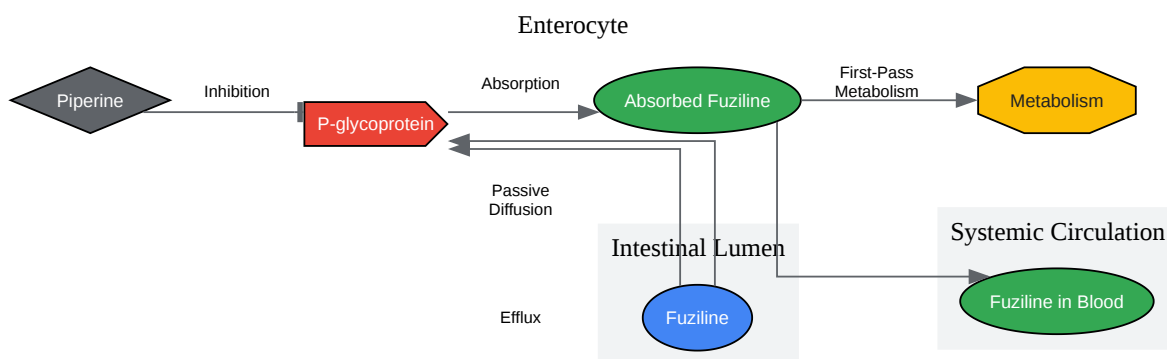 Enterocyte
Piperine
Inhibition
P-glycoprotein
Absorption
Absorbed Fuziline
First-Pass
Metabolism
Metabolism
Passive
Diffusion
Intestinal Lumen
Systemic Circulation
Efflux
Fuziline
Fuziline in Blood